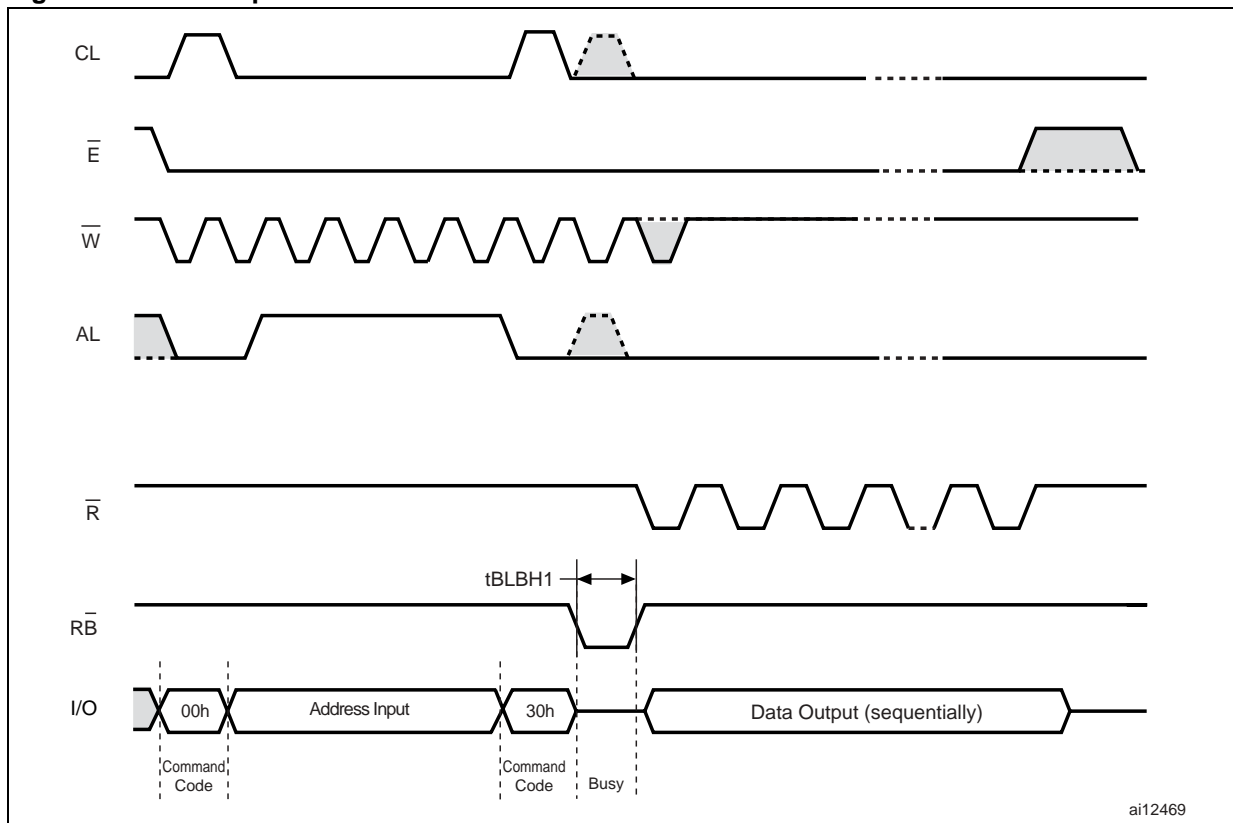 CL
E̅
W̅
AL
R̅
tBLBH1
RB̅
I/O
00h
Address Input
30h
Data Output (sequentially)
Command
Code
Command
Code
Busy
ai12469